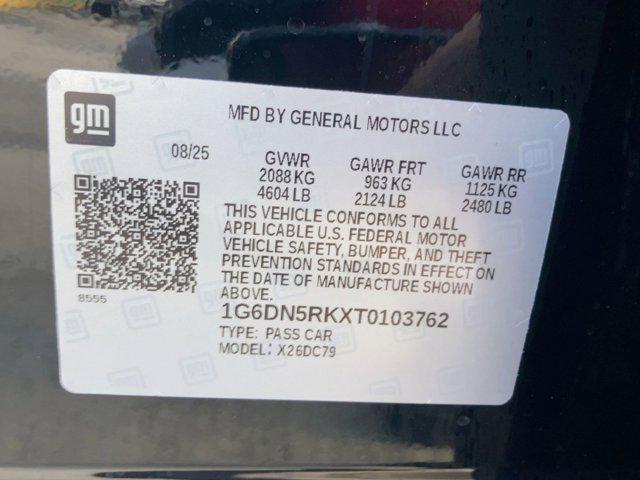 gm
MFD BY GENERAL MOTORS LLC
08/25
GVWR
2088 KG
4604 LB
GAWR FRT
963 KG
2124 LB
GAWR RR
1125 KG
2480 LB
THIS VEHICLE CONFORMS TO ALL
APPLICABLE U.S. FEDERAL MOTOR
VEHICLE SAFETY, BUMPER, AND THEFT
PREVENTION STANDARDS IN EFFECT ON
THE DATE OF MANUFACTURE SHOWN
ABOVE.
8555
1G6DN5RKXT0103762
TYPE: PASS CAR
MODEL: X26DC79